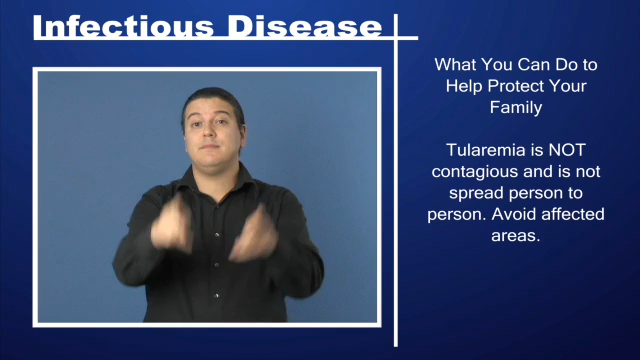 Infectious Disease
What You Can Do to
Help Protect Your
Family
Tularemia is NOT
contagious and is not
spread person to
person. Avoid affected
areas.